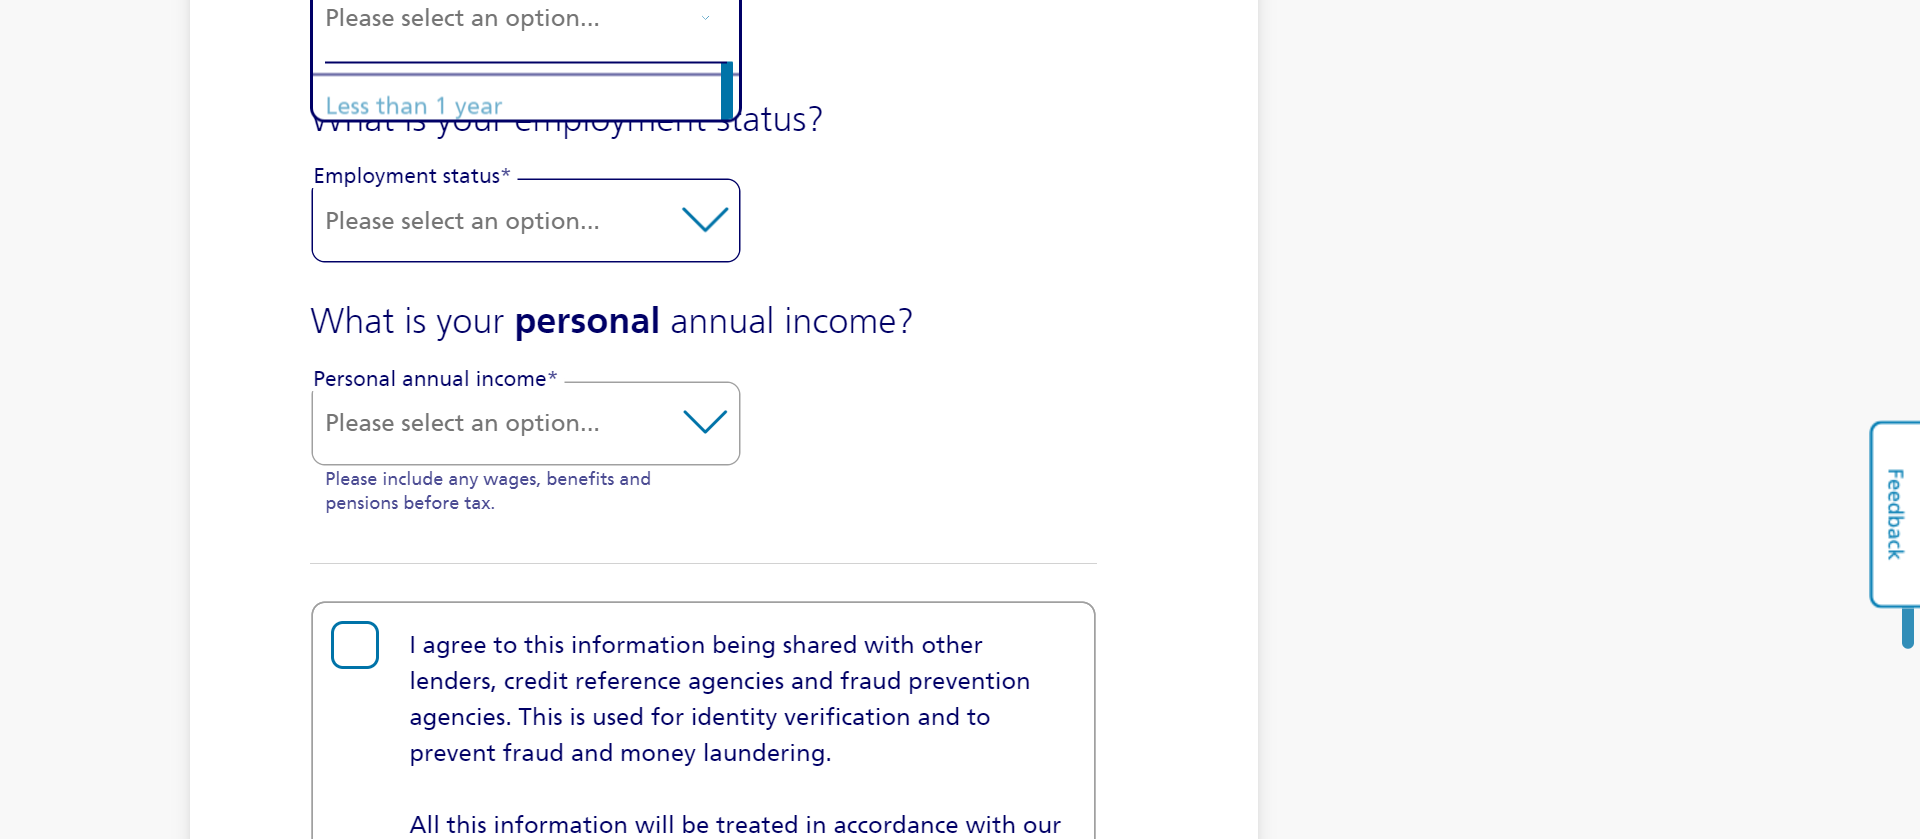 Please select an option...
Less than 1 year
What is your employment status?
Employment status*
Please select an option...
What is your personal annual income?
Personal annual income*
Please select an option...
Please include any wages, benefits and
pensions before tax.
I agree to this information being shared with other
lenders, credit reference agencies and fraud prevention
agencies. This is used for identity verification and to
prevent fraud and money laundering.
All this information will be treated in accordance with our
Feedback